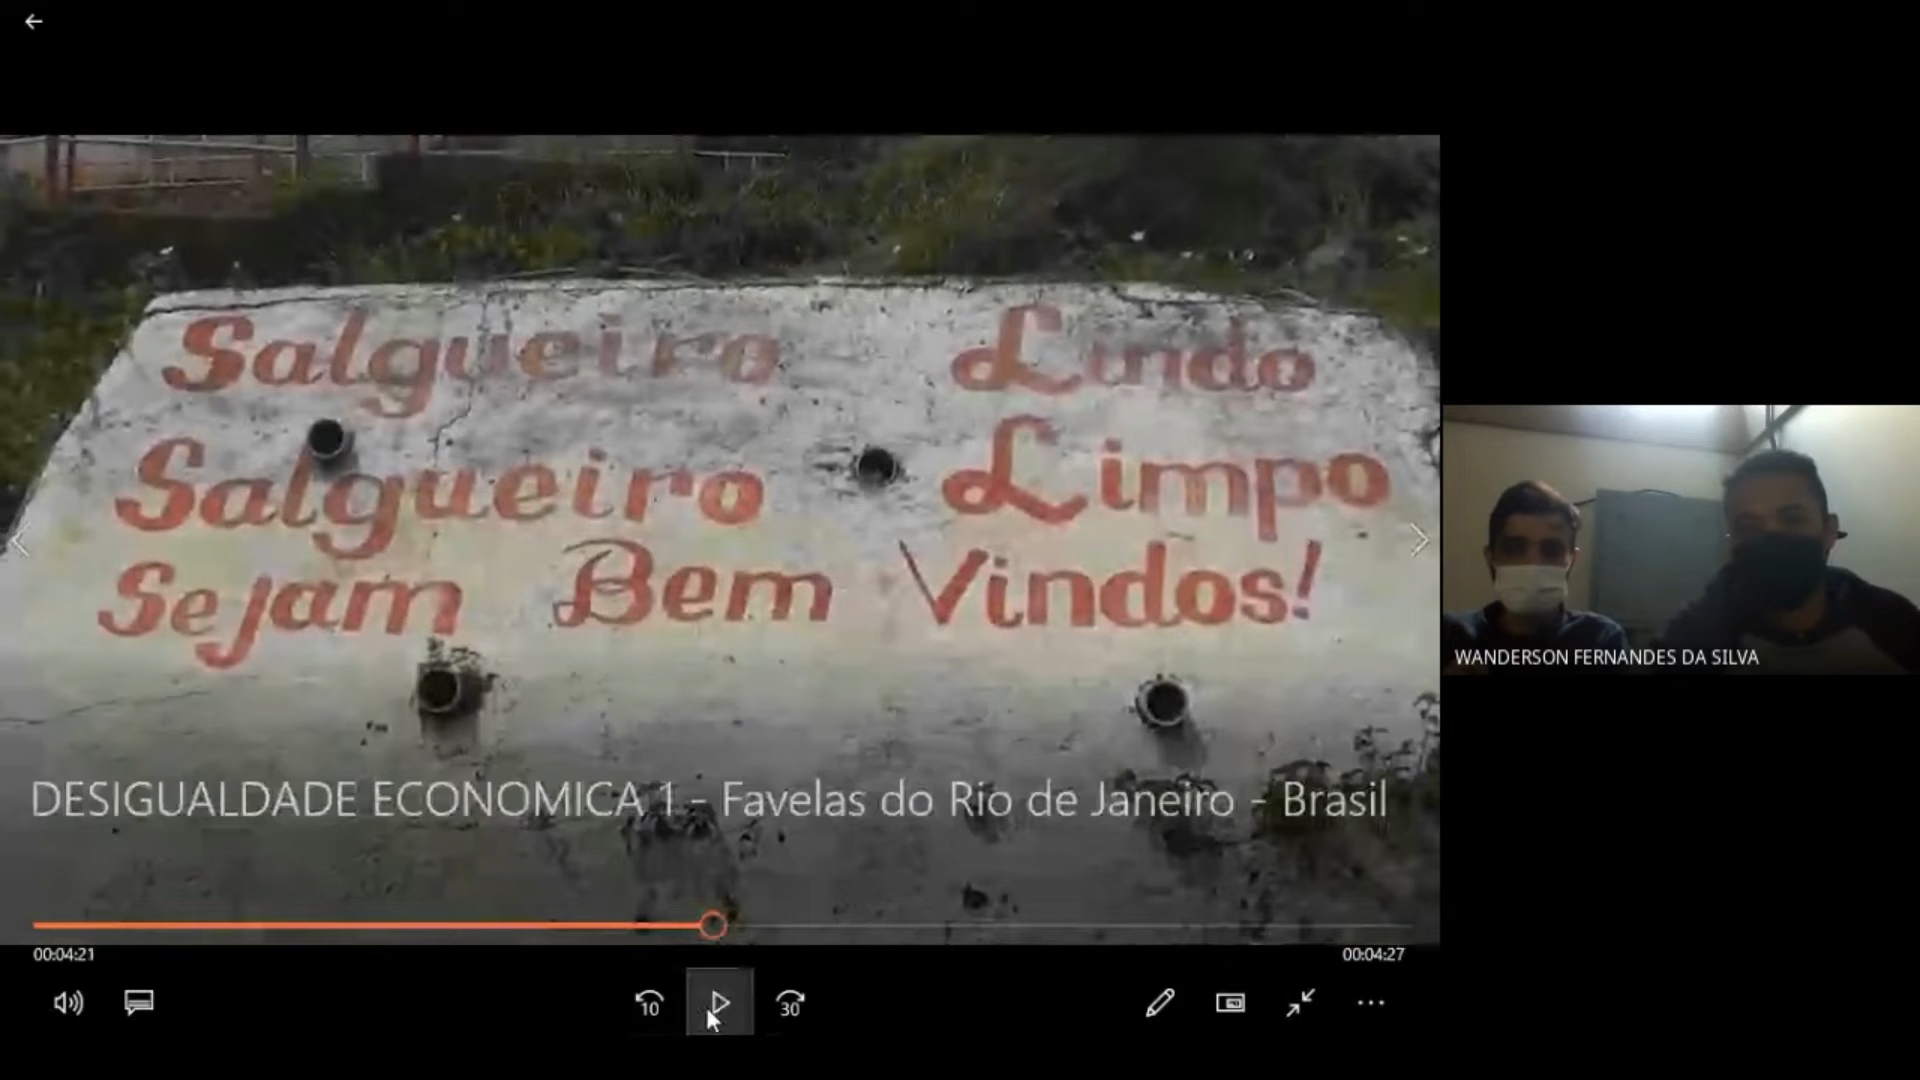 Salgueiro Lindo
Salgueiro Limpo
Sejam Bem Vindos!
DESIGUALDADE ECONOMICA 1 - Favelas do Rio de Janeiro - Brasil
00:04:21
00:04:27
10
30
WANDERSON FERNANDES DA SILVA